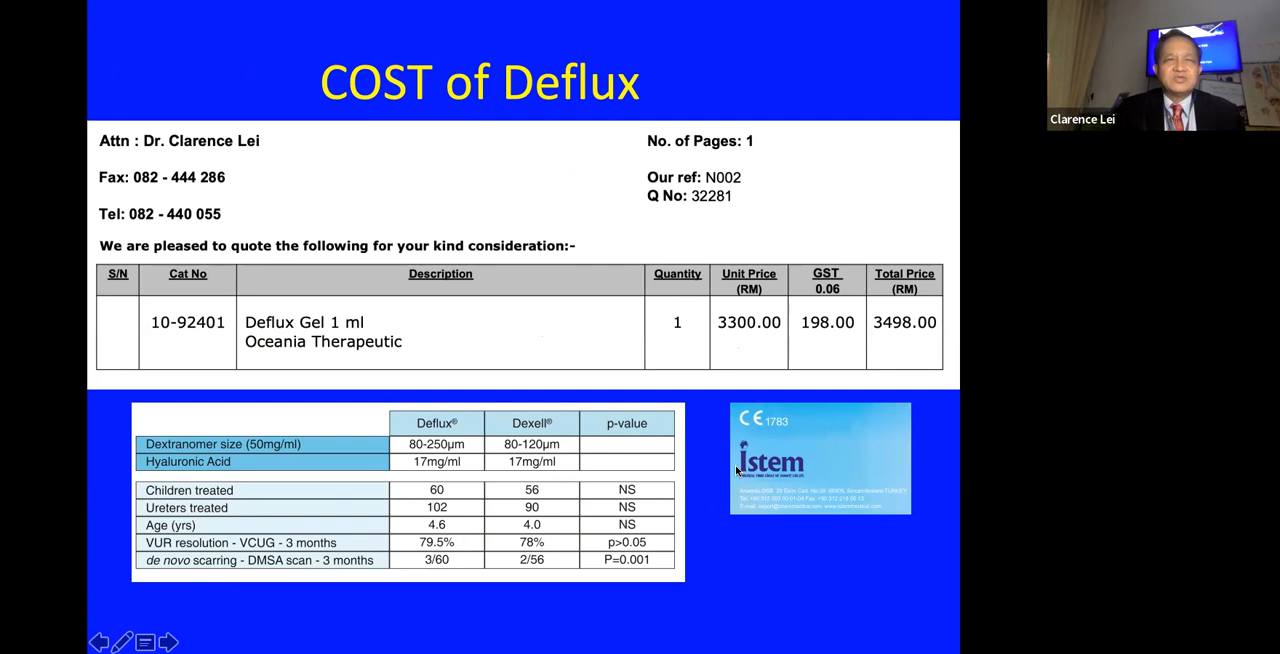 COST of Deflux
Clarence Lei
Attn : Dr. Clarence Lei
No. of Pages: 1
Fax: 082 - 444 286
Our ref: N002
Q No: 32281
Tel: 082 - 440 055
We are pleased to quote the following for your kind consideration:-
S/N Cat No Description Quantity Unit Price (RM) GST 0.06 Total Price (RM)
10-92401 Deflux Gel 1 ml 1 3300.00 198.00 3498.00
Oceania Therapeutic
Deflux® Dexell® p-value
Dextranomer size (50mg/ml) 80-250µm 80-120µm
Hyaluronic Acid 17mg/ml 17mg/ml
Children treated 60 56 NS
Ureters treated 102 90 NS
Age (yrs) 4.6 4.0 NS
VUR resolution - VCUG - 3 months 79.5% 78% p>0.05
de novo scarring - DMSA scan - 3 months 3/60 2/56 P=0.001
CE 1783
istem